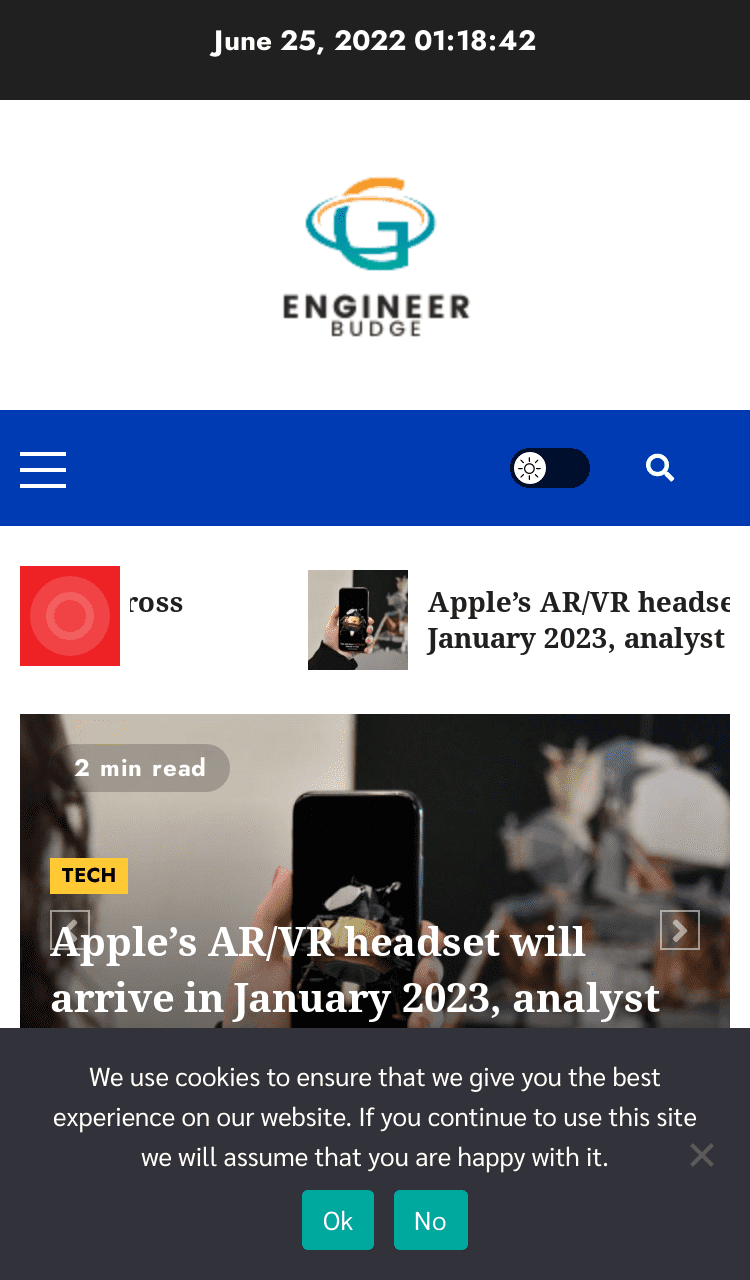 June 25, 2022 01:18:42
ENGINEER
BUDGE
ross
Apple’s AR/VR headse
January 2023, analyst
2 min read
TECH
Apple’s AR/VR headset will
arrive in January 2023, analyst
We use cookies to ensure that we give you the best
experience on our website. If you continue to use this site
we will assume that you are happy with it.
Ok
No